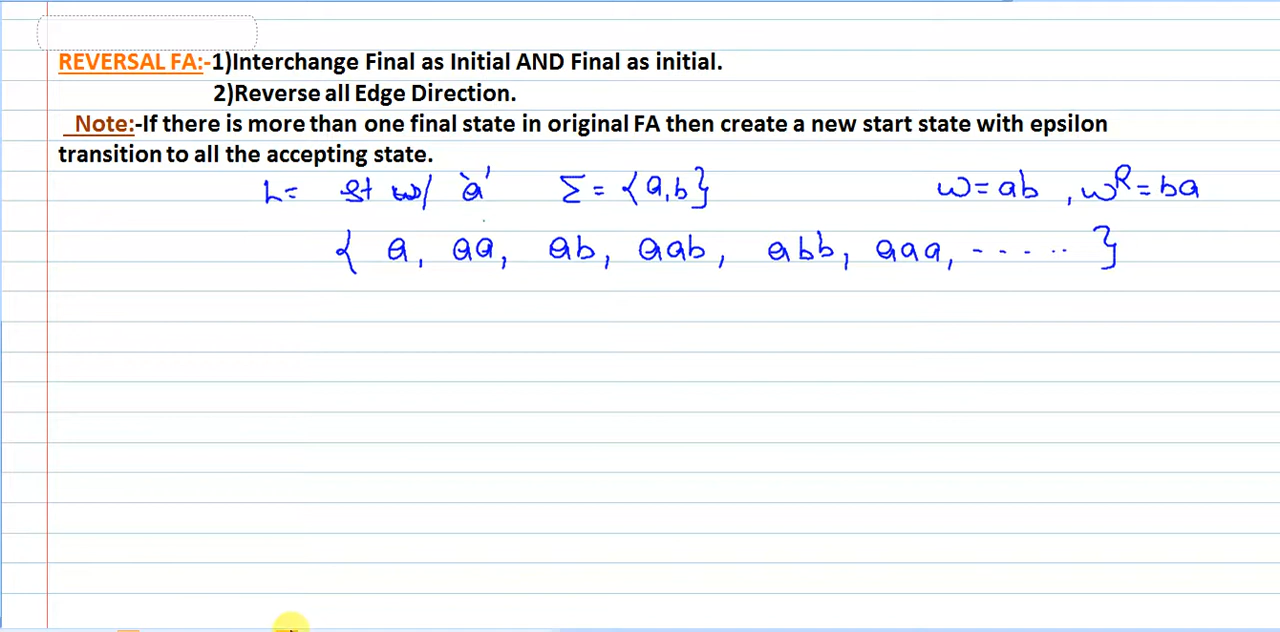 REVERSAL FA:-1)Interchange Final as Initial AND Final as initial.
2)Reverse all Edge Direction.
Note:-If there is more than one final state in original FA then create a new start state with epsilon
transition to all the accepting state.
L= st w/ 'a' Σ = {a,b} w=ab , wᴿ=ba
{ a, aa, ab, aab, abb, aaa, ----- }